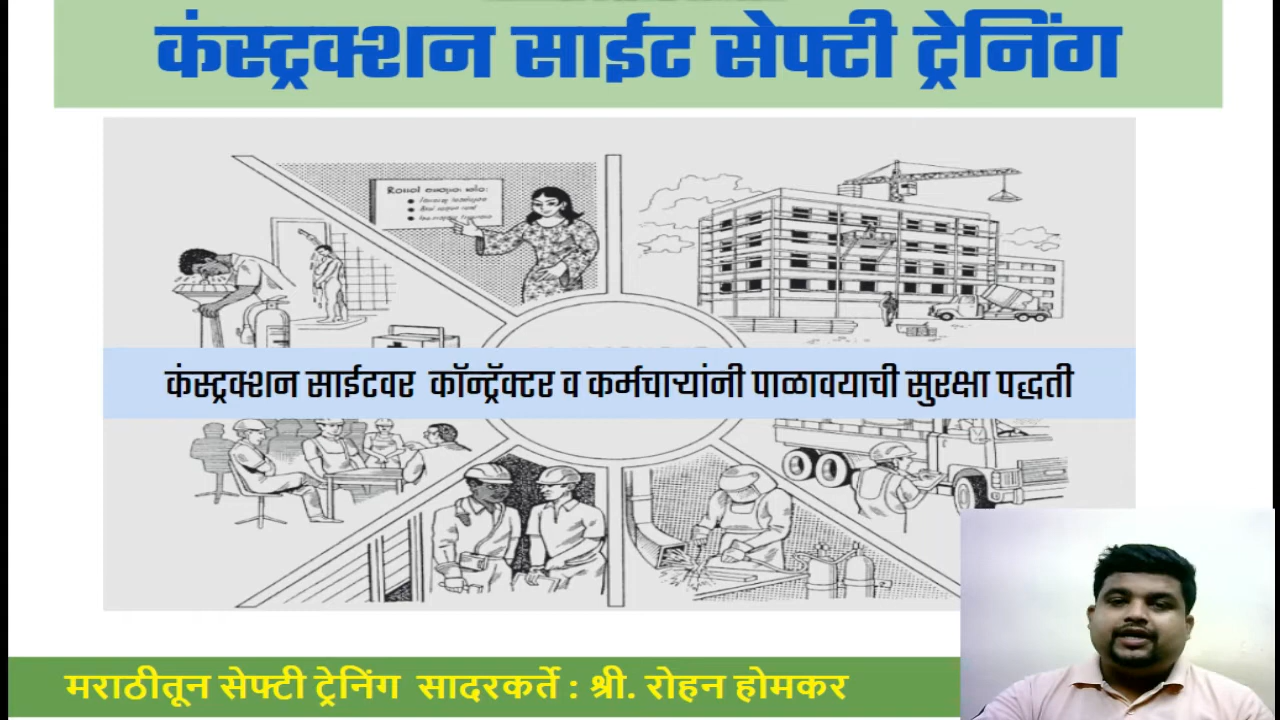 कंस्ट्रक्शन साईट सेफ्टी ट्रेनिंग
कंस्ट्रक्शन साईटवर कॉन्ट्रॅक्टर व कर्मचाऱ्यांनी पाळावयाची सुरक्षा पद्धती
मराठीतून सेफ्टी ट्रेनिंग सादरकर्ते : श्री. रोहन होमकर